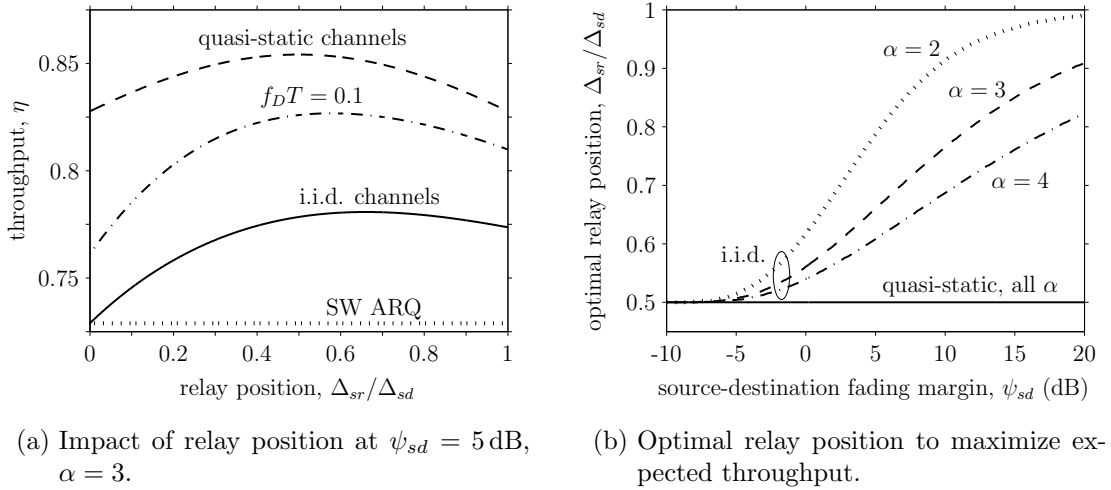 quasi-static channels
f_D T = 0.1
i.i.d. channels
SW ARQ
0.85
0.8
0.75
throughput, η
0 0.2 0.4 0.6 0.8 1
relay position, Δ_sr/Δ_sd
(a) Impact of relay position at ψ_sd = 5 dB,
α = 3.
α = 2
α = 3
α = 4
i.i.d.
quasi-static, all α
1
0.9
0.8
0.7
0.6
0.5
optimal relay position, Δ_sr/Δ_sd
-10 -5 0 5 10 15 20
source-destination fading margin, ψ_sd (dB)
(b) Optimal relay position to maximize ex-
pected throughput.